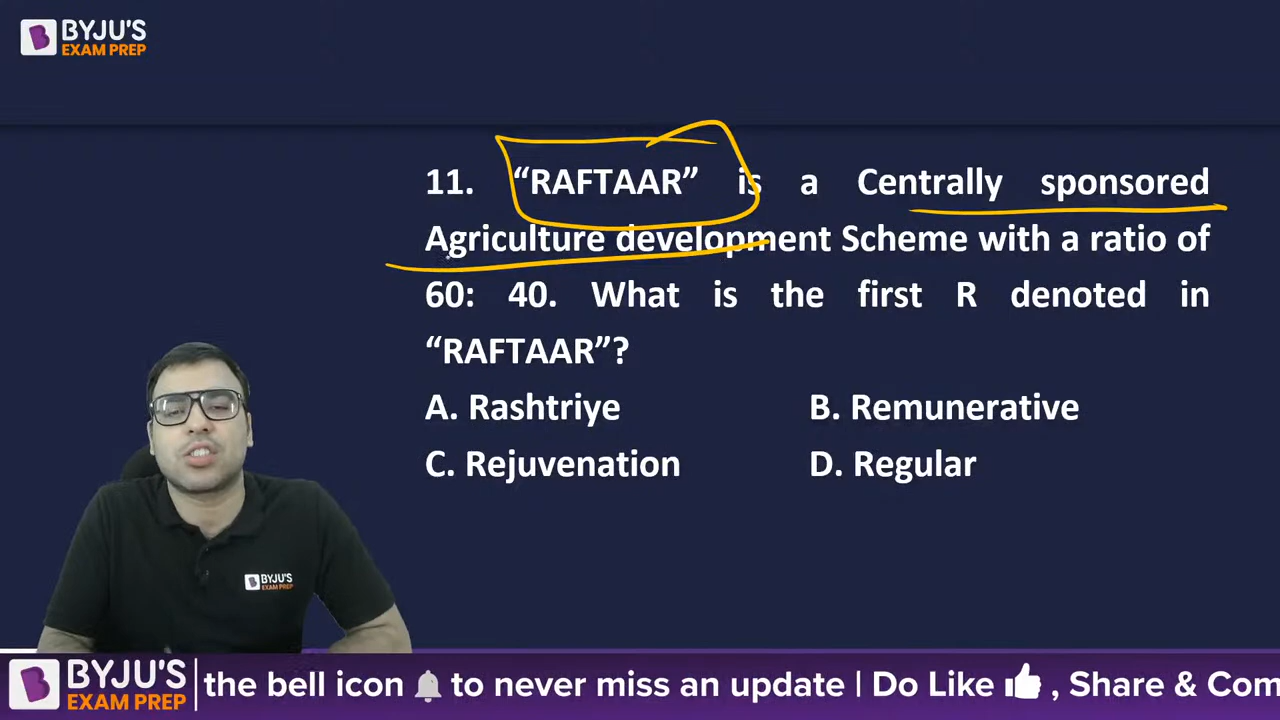 BYJU'S
EXAM PREP
11. “RAFTAAR” is a Centrally sponsored
Agriculture development Scheme with a ratio of
60: 40. What is the first R denoted in
“RAFTAAR”?
A. Rashtriye B. Remunerative
C. Rejuvenation D. Regular
BYJU'S
EXAM PREP
BYJU'S
EXAM PREP
the bell icon to never miss an update | Do Like , Share & Com